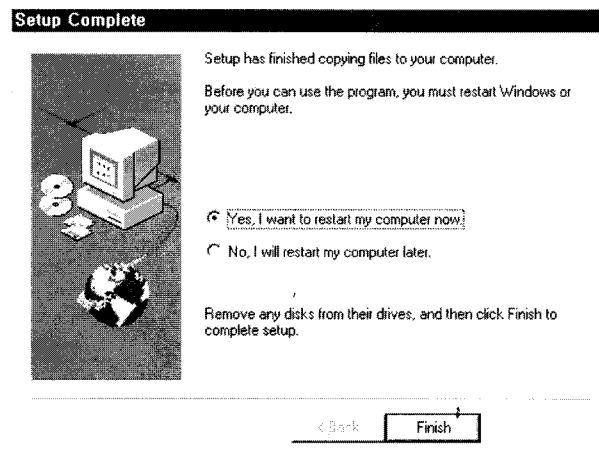 Setup Complete
Setup has finished copying files to your computer.
Before you can use the program, you must restart Windows or
your computer.
Yes, I want to restart my computer now.
No, I will restart my computer later.
Remove any disks from their drives, and then click Finish to
complete setup.
< Back
Finish